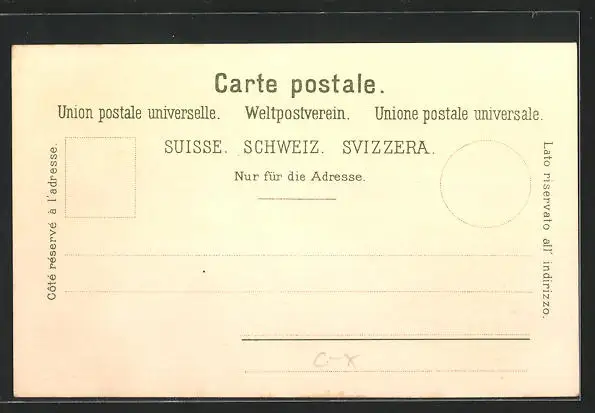 Carte postale.
Union postale universelle. Weltpostverein. Unione postale universale.
SUISSE. SCHWEIZ. SVIZZERA.
Nur für die Adresse.
Côté réservé à l'adresse.
Lato riservato all' indirizzo.
C-X